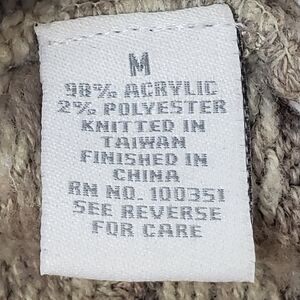 M
98% ACRYLIC
2% POLYESTER
KNITTED IN
TAIWAN
FINISHED IN
CHINA
RN NO. 100351
SEE REVERSE
FOR CARE